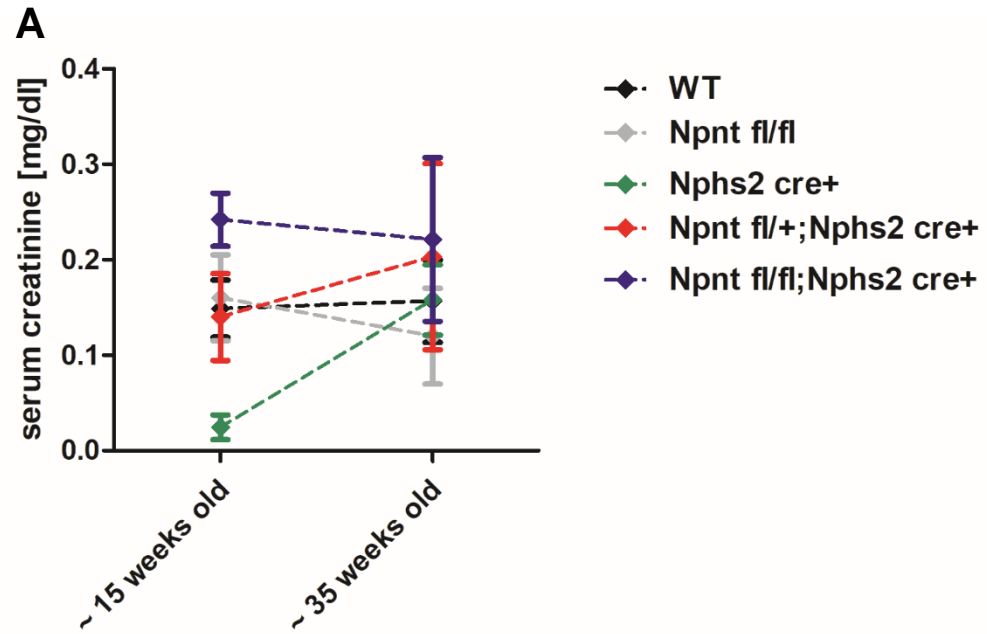 A
serum creatinine [mg/dl]
0.4
0.3
0.2
0.1
0.0
~ 15 weeks old
~ 35 weeks old
WT
Npnt fl/fl
Nphs2 cre+
Npnt fl/+;Nphs2 cre+
Npnt fl/fl;Nphs2 cre+